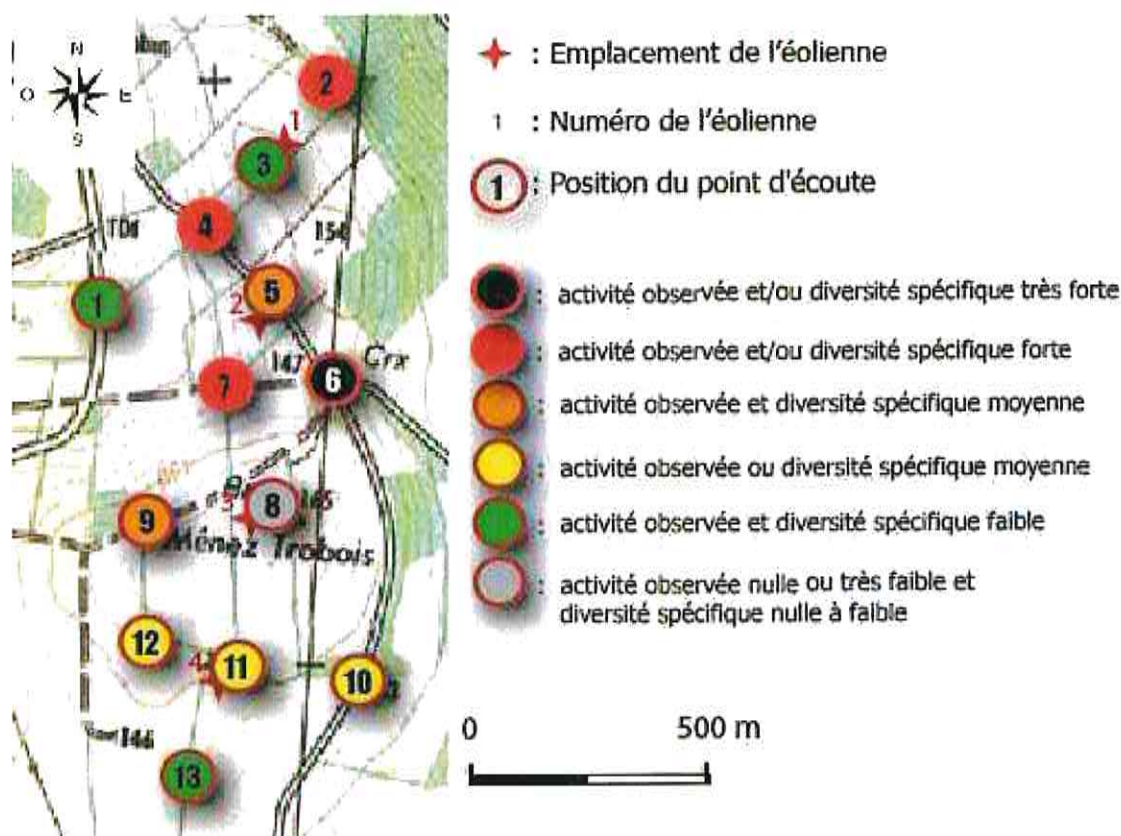 N
O
E
S
2
1
3
4
154
1
5
2
147
Crx
7
6
9
8
Ménez Trobois
12
4
11
10
146
13
: Emplacement de l'éolienne
1 : Numéro de l'éolienne
1 : Position du point d'écoute
: activité observée et/ou diversité spécifique très forte
: activité observée et/ou diversité spécifique forte
: activité observée et diversité spécifique moyenne
: activité observée ou diversité spécifique moyenne
: activité observée et diversité spécifique faible
: activité observée nulle ou très faible et
diversité spécifique nulle à faible
0 500 m